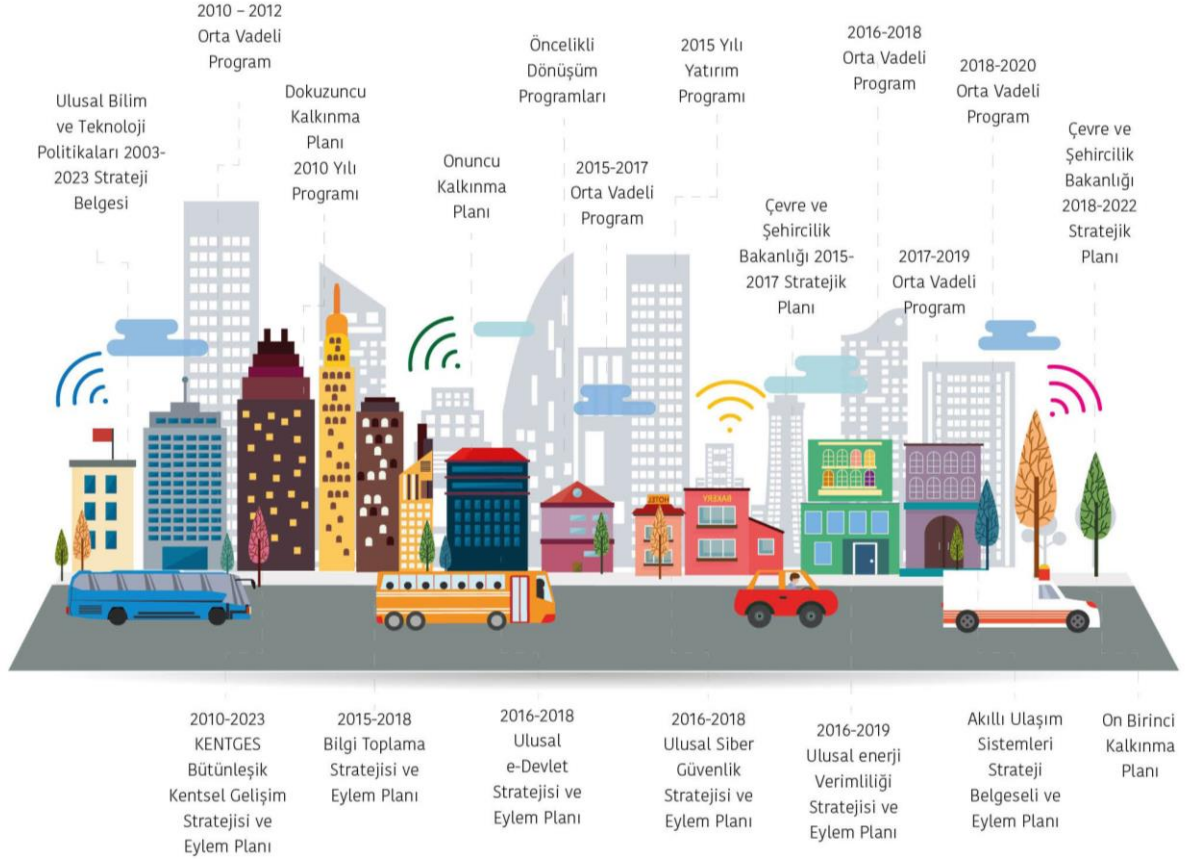 2010 – 2012
Orta Vadeli
Program
Ulusal Bilim
ve Teknoloji
Politikaları 2003-
2023 Strateji
Belgesi
Dokuzuncu
Kalkınma
Planı
2010 Yılı
Programı
Onuncu
Kalkınma
Planı
Öncelikli
Dönüşüm
Programları
2015-2017
Orta Vadeli
Program
2015 Yılı
Yatırım
Programı
Çevre ve
Şehircilik
Bakanlığı 2015-
2017 Stratejik
Planı
2016-2018
Orta Vadeli
Program
2017-2019
Orta Vadeli
Program
2018-2020
Orta Vadeli
Program
Çevre ve
Şehircilik
Bakanlığı
2018-2022
Stratejik
Planı
HOTEL
BAKERY
2010-2023
KENTGES
Bütünleşik
Kentsel Gelişim
Stratejisi ve
Eylem Planı
2015-2018
Bilgi Toplama
Stratejisi ve
Eylem Planı
2016-2018
Ulusal
e-Devlet
Stratejisi ve
Eylem Planı
2016-2018
Ulusal Siber
Güvenlik
Stratejisi ve
Eylem Planı
2016-2019
Ulusal enerji
Verimliliği
Stratejisi ve
Eylem Planı
Akıllı Ulaşım
Sistemleri
Strateji
Belgeseli ve
Eylem Planı
On Birinci
Kalkınma
Planı